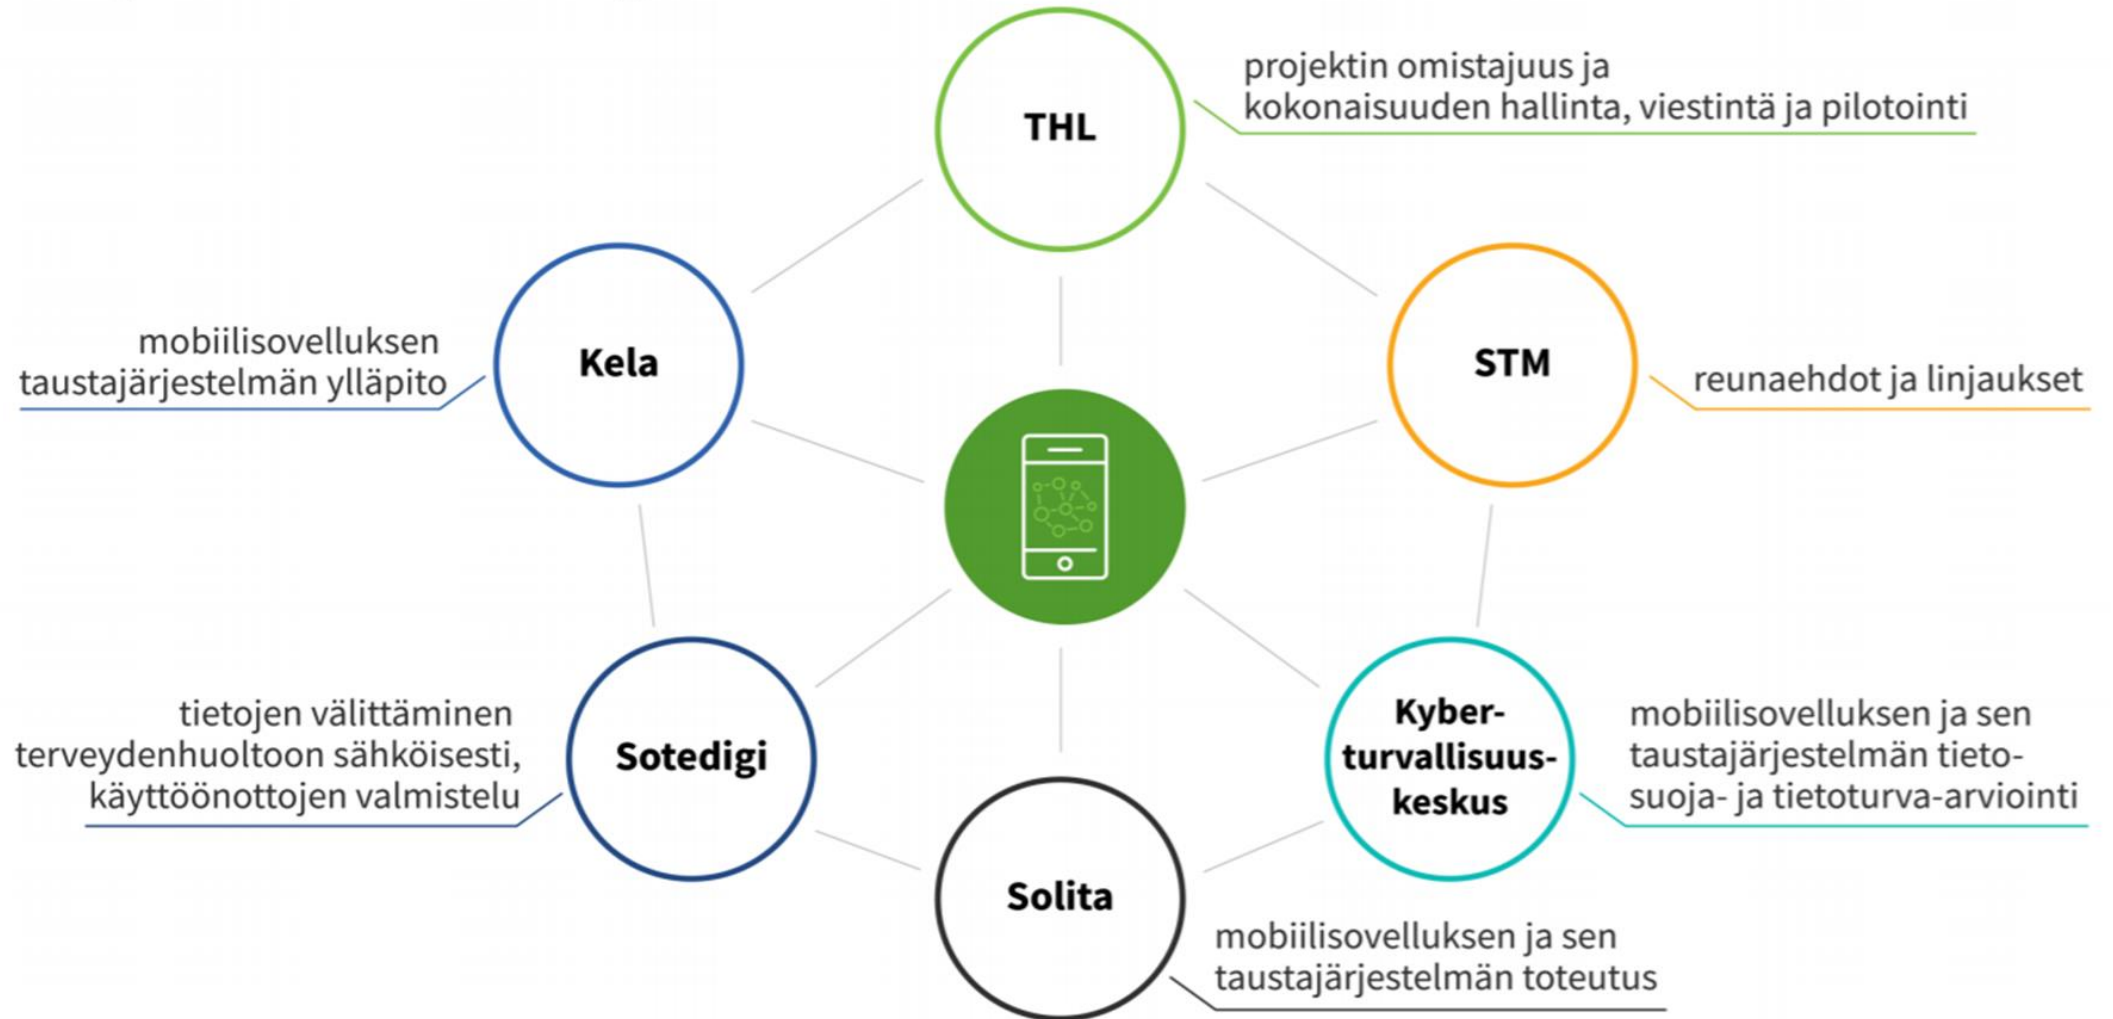 THL
projektin omistajuus ja
kokonaisuuden hallinta, viestintä ja pilotointi
Kela
mobiilisovelluksen
taustajärjestelmän ylläpito
STM
reunaehdot ja linjaukset
Sotedigi
tietojen välittäminen
terveydenhuoltoon sähköisesti,
käyttöönottojen valmistelu
Kyber-
turvallisuus-
keskus
mobiilisovelluksen ja sen
taustajärjestelmän tieto-
suoja- ja tietoturva-arviointi
Solita
mobiilisovelluksen ja sen
taustajärjestelmän toteutus